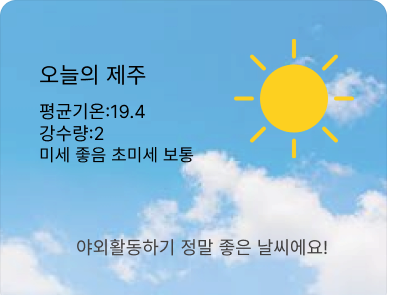 오늘의 제주
평균기온:19.4
강수량:2
미세 좋음 초미세 보통
야외활동하기 정말 좋은 날씨에요!